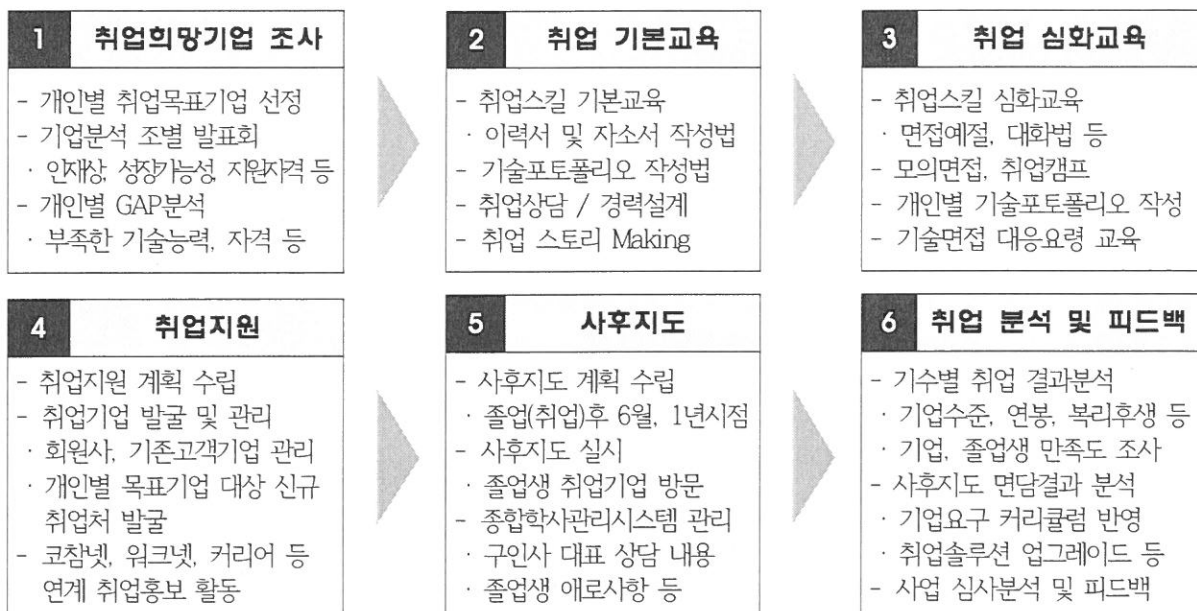 1 취업희망기업 조사
- 개인별 취업목표기업 선정
- 기업분석 조별 발표회
· 인재상, 성장가능성, 지원자격 등
- 개인별 GAP분석
· 부족한 기술능력, 자격 등
2 취업 기본교육
- 취업스킬 기본교육
· 이력서 및 자소서 작성법
- 기술포토폴리오 작성법
- 취업상담 / 경력설계
- 취업 스토리 Making
3 취업 심화교육
- 취업스킬 심화교육
· 면접예절, 대화법 등
- 모의면접, 취업캠프
- 개인별 기술포토폴리오 작성
- 기술면접 대응요령 교육
4 취업지원
- 취업지원 계획 수립
- 취업기업 발굴 및 관리
· 회원사, 기존고객기업 관리
· 개인별 목표기업 대상 신규
취업처 발굴
- 코참넷, 워크넷, 커리어 등
연계 취업홍보 활동
5 사후지도
- 사후지도 계획 수립
· 졸업(취업)후 6월, 1년시점
- 사후지도 실시
· 졸업생 취업기업 방문
- 종합학사관리시스템 관리
· 구인사 대표 상담 내용
· 졸업생 애로사항 등
6 취업 분석 및 피드백
- 기수별 취업 결과분석
· 기업수준, 연봉, 복리후생 등
· 기업, 졸업생 만족도 조사
- 사후지도 면담결과 분석
· 기업요구 커리큘럼 반영
· 취업솔루션 업그레이드 등
- 사업 심사분석 및 피드백